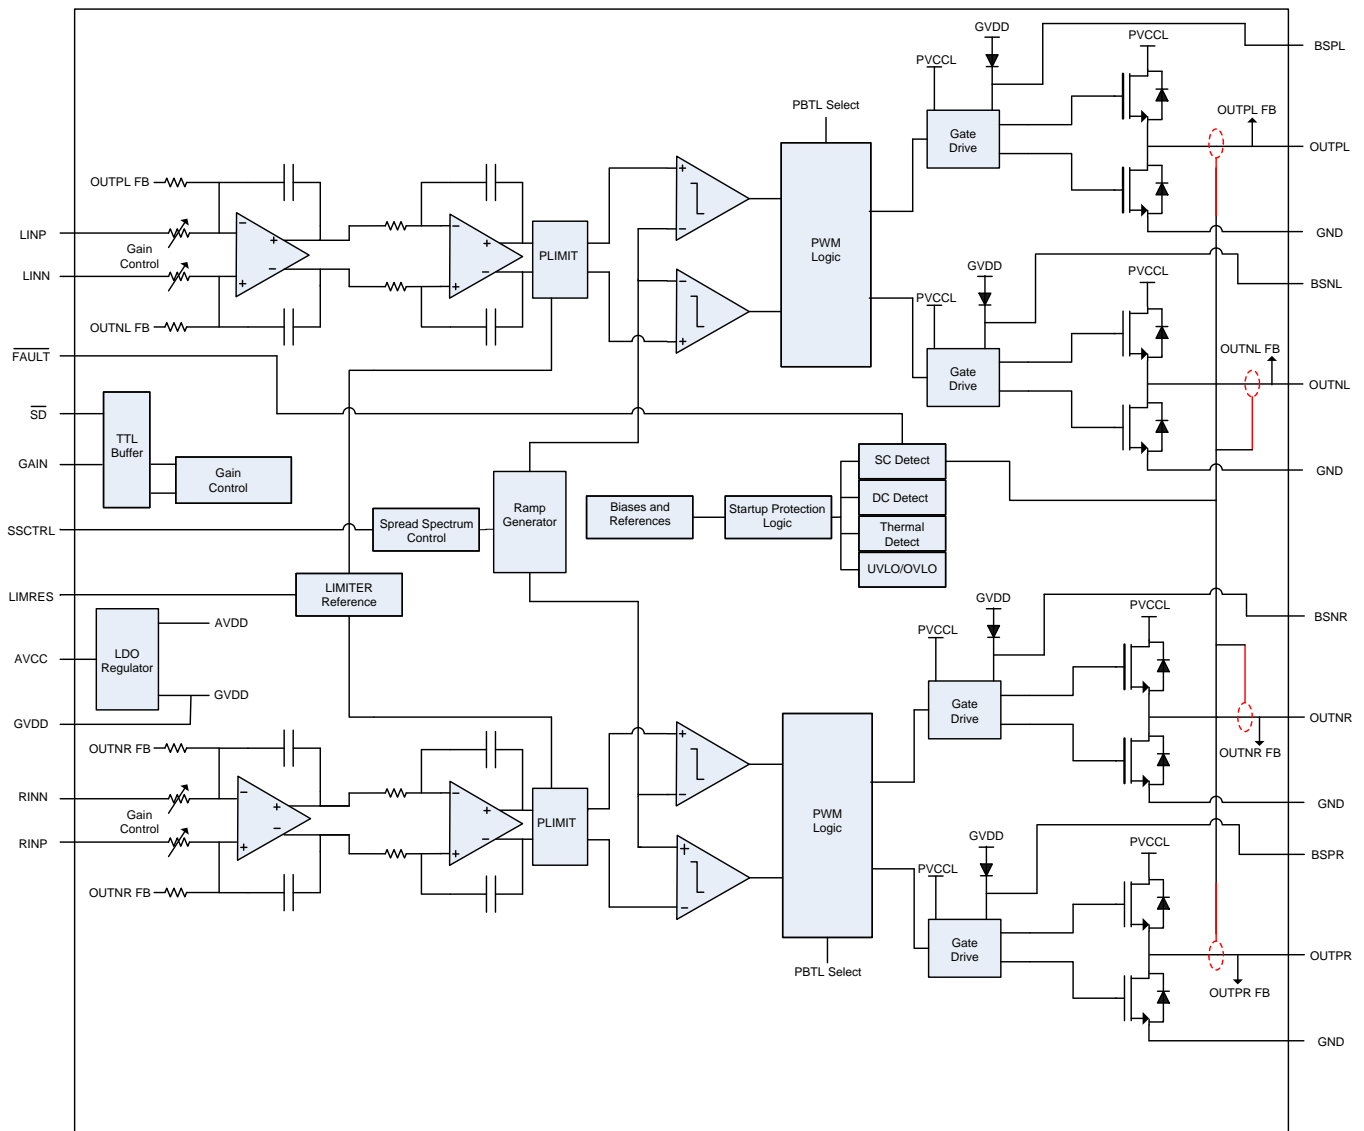 GVDD
PVCCL
BSPL
PVCCL
OUTPL FB
PBTL Select
Gate
Drive
OUTPL
OUTPL FB
LINP
Gain
Control
LINN
OUTNL FB
PLIMIT
PWM
Logic
GND
GVDD
PVCCL
BSNL
PVCCL
OUTNL FB
Gate
Drive
OUTNL
GND
FAULT
SD
GAIN
TTL
Buffer
Gain
Control
SSCTRL
Spread Spectrum
Control
Ramp
Generator
Biases and
References
Startup Protection
Logic
SC Detect
DC Detect
Thermal
Detect
UVLO/OVLO
LIMRES
LIMITER
Reference
AVCC
LDO
Regulator
AVDD
GVDD
GVDD
GVDD
PVCCL
BSNR
PVCCL
Gate
Drive
OUTNR
OUTNR FB
GND
OUTNR FB
RINN
Gain
Control
RINP
OUTNR FB
PLIMIT
PWM
Logic
PBTL Select
GVDD
PVCCL
BSPR
PVCCL
Gate
Drive
OUTPR
OUTPR FB
GND